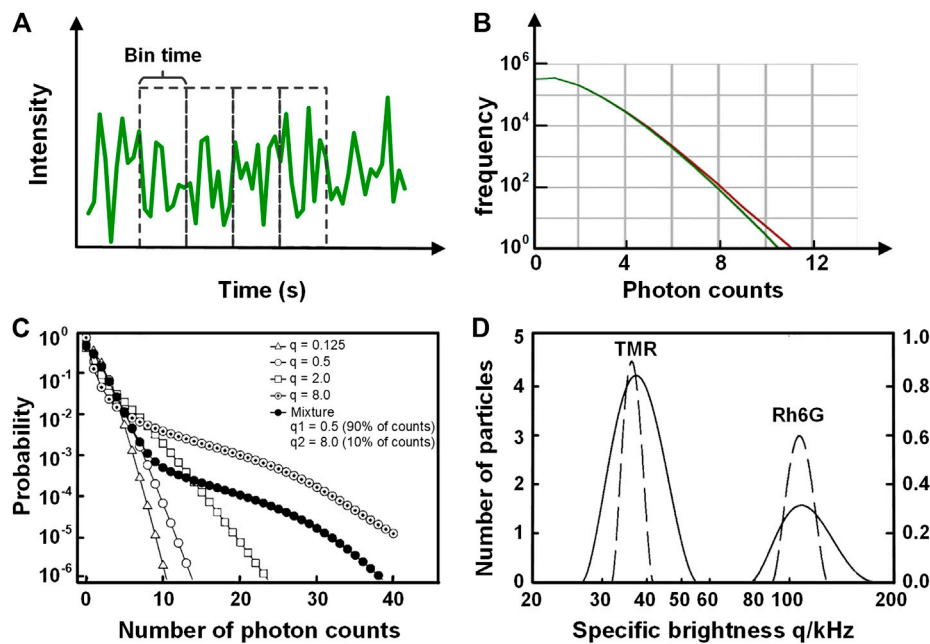 A
Bin time
Intensity
Time (s)
B
frequency
10^6
10^4
10^2
10^0
0 4 8 12
Photon counts
C
Probability
10^0
10^-1
10^-2
10^-3
10^-4
10^-5
10^-6
q = 0.125
q = 0.5
q = 2.0
q = 8.0
Mixture
q1 = 0.5 (90% of counts)
q2 = 8.0 (10% of counts)
0 10 20 30 40
Number of photon counts
D
Number of particles
5
4
3
2
1
0
TMR
Rh6G
1.0
0.8
0.6
0.4
0.2
0.0
20 30 40 50 60 80 100 200
Specific brightness q/kHz